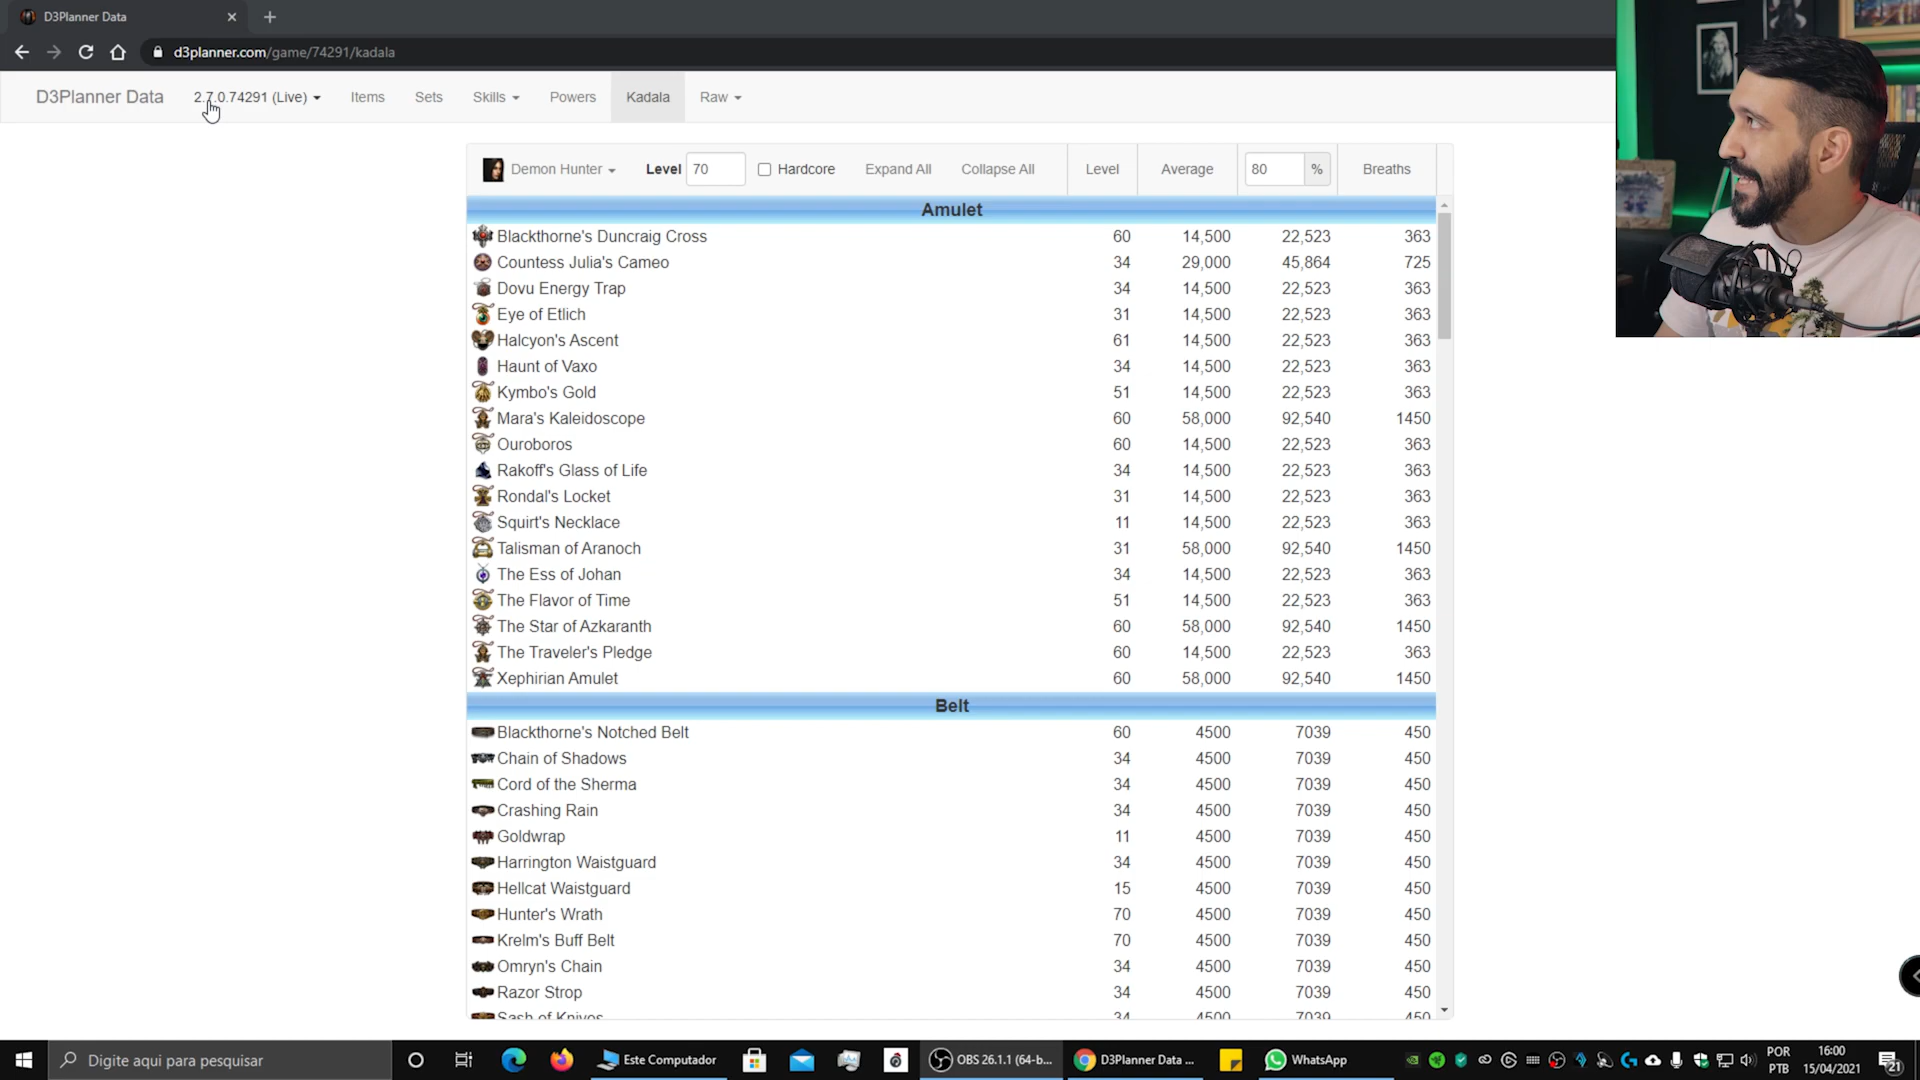 D3Planner Data
d3planner.com/game/74291/kadala
D3Planner Data 2.7.0.74291 (Live) Items Sets Skills Powers Kadala Raw
Demon Hunter Level 70 Hardcore Expand All Collapse All Level Average 80 % Breaths
Amulet
Blackthorne's Duncraig Cross 60 14,500 22,523 363
Countess Julia's Cameo 34 29,000 45,864 725
Dovu Energy Trap 34 14,500 22,523 363
Eye of Etlich 31 14,500 22,523 363
Halcyon's Ascent 61 14,500 22,523 363
Haunt of Vaxo 34 14,500 22,523 363
Kymbo's Gold 51 14,500 22,523 363
Mara's Kaleidoscope 60 58,000 92,540 1450
Ouroboros 60 14,500 22,523 363
Rakoff's Glass of Life 34 14,500 22,523 363
Rondal's Locket 31 14,500 22,523 363
Squirt's Necklace 11 14,500 22,523 363
Talisman of Aranoch 31 58,000 92,540 1450
The Ess of Johan 34 14,500 22,523 363
The Flavor of Time 51 14,500 22,523 363
The Star of Azkaranth 60 58,000 92,540 1450
The Traveler's Pledge 60 14,500 22,523 363
Xephirian Amulet 60 58,000 92,540 1450
Belt
Blackthorne's Notched Belt 60 4500 7039 450
Chain of Shadows 34 4500 7039 450
Cord of the Sherma 34 4500 7039 450
Crashing Rain 34 4500 7039 450
Goldwrap 11 4500 7039 450
Harrington Waistguard 34 4500 7039 450
Hellcat Waistguard 15 4500 7039 450
Hunter's Wrath 70 4500 7039 450
Krelm's Buff Belt 70 4500 7039 450
Omryn's Chain 34 4500 7039 450
Razor Strop 34 4500 7039 450
Sash of Knives 34 4500 7039 450
Digite aqui para pesquisar Este Computador OBS 26.1.1 (64-b... D3Planner Data ... WhatsApp POR 16:00
PTB 15/04/2021 21